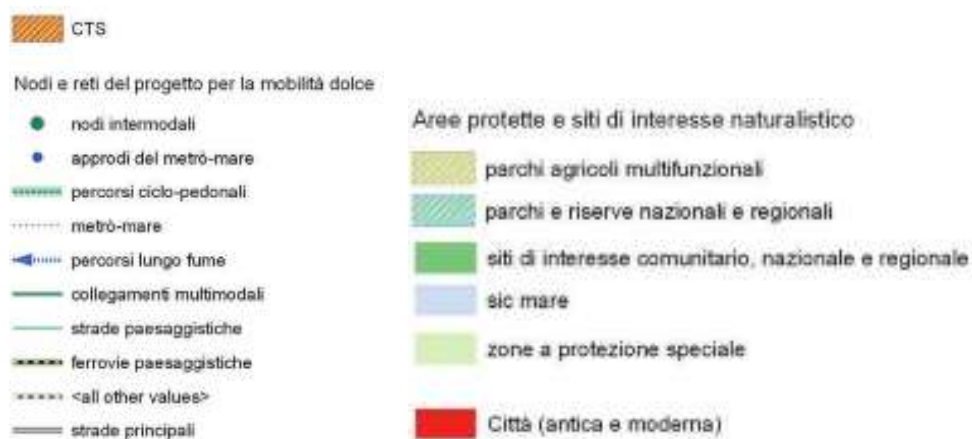 CTS
Nodi e reti del progetto per la mobilità dolce
nodi intermodali
approdi del metrò-mare
percorsi ciclo-pedonali
metrò-mare
percorsi lungo fume
collegamenti multimodali
strade paesaggistiche
ferrovie paesaggistiche
<all other values>
strade principali
Aree protette e siti di interesse naturalistico
parchi agricoli multifunzionali
parchi e riserve nazionali e regionali
siti di interesse comunitario, nazionale e regionale
sic mare
zone a protezione speciale
Città (antica e moderna)